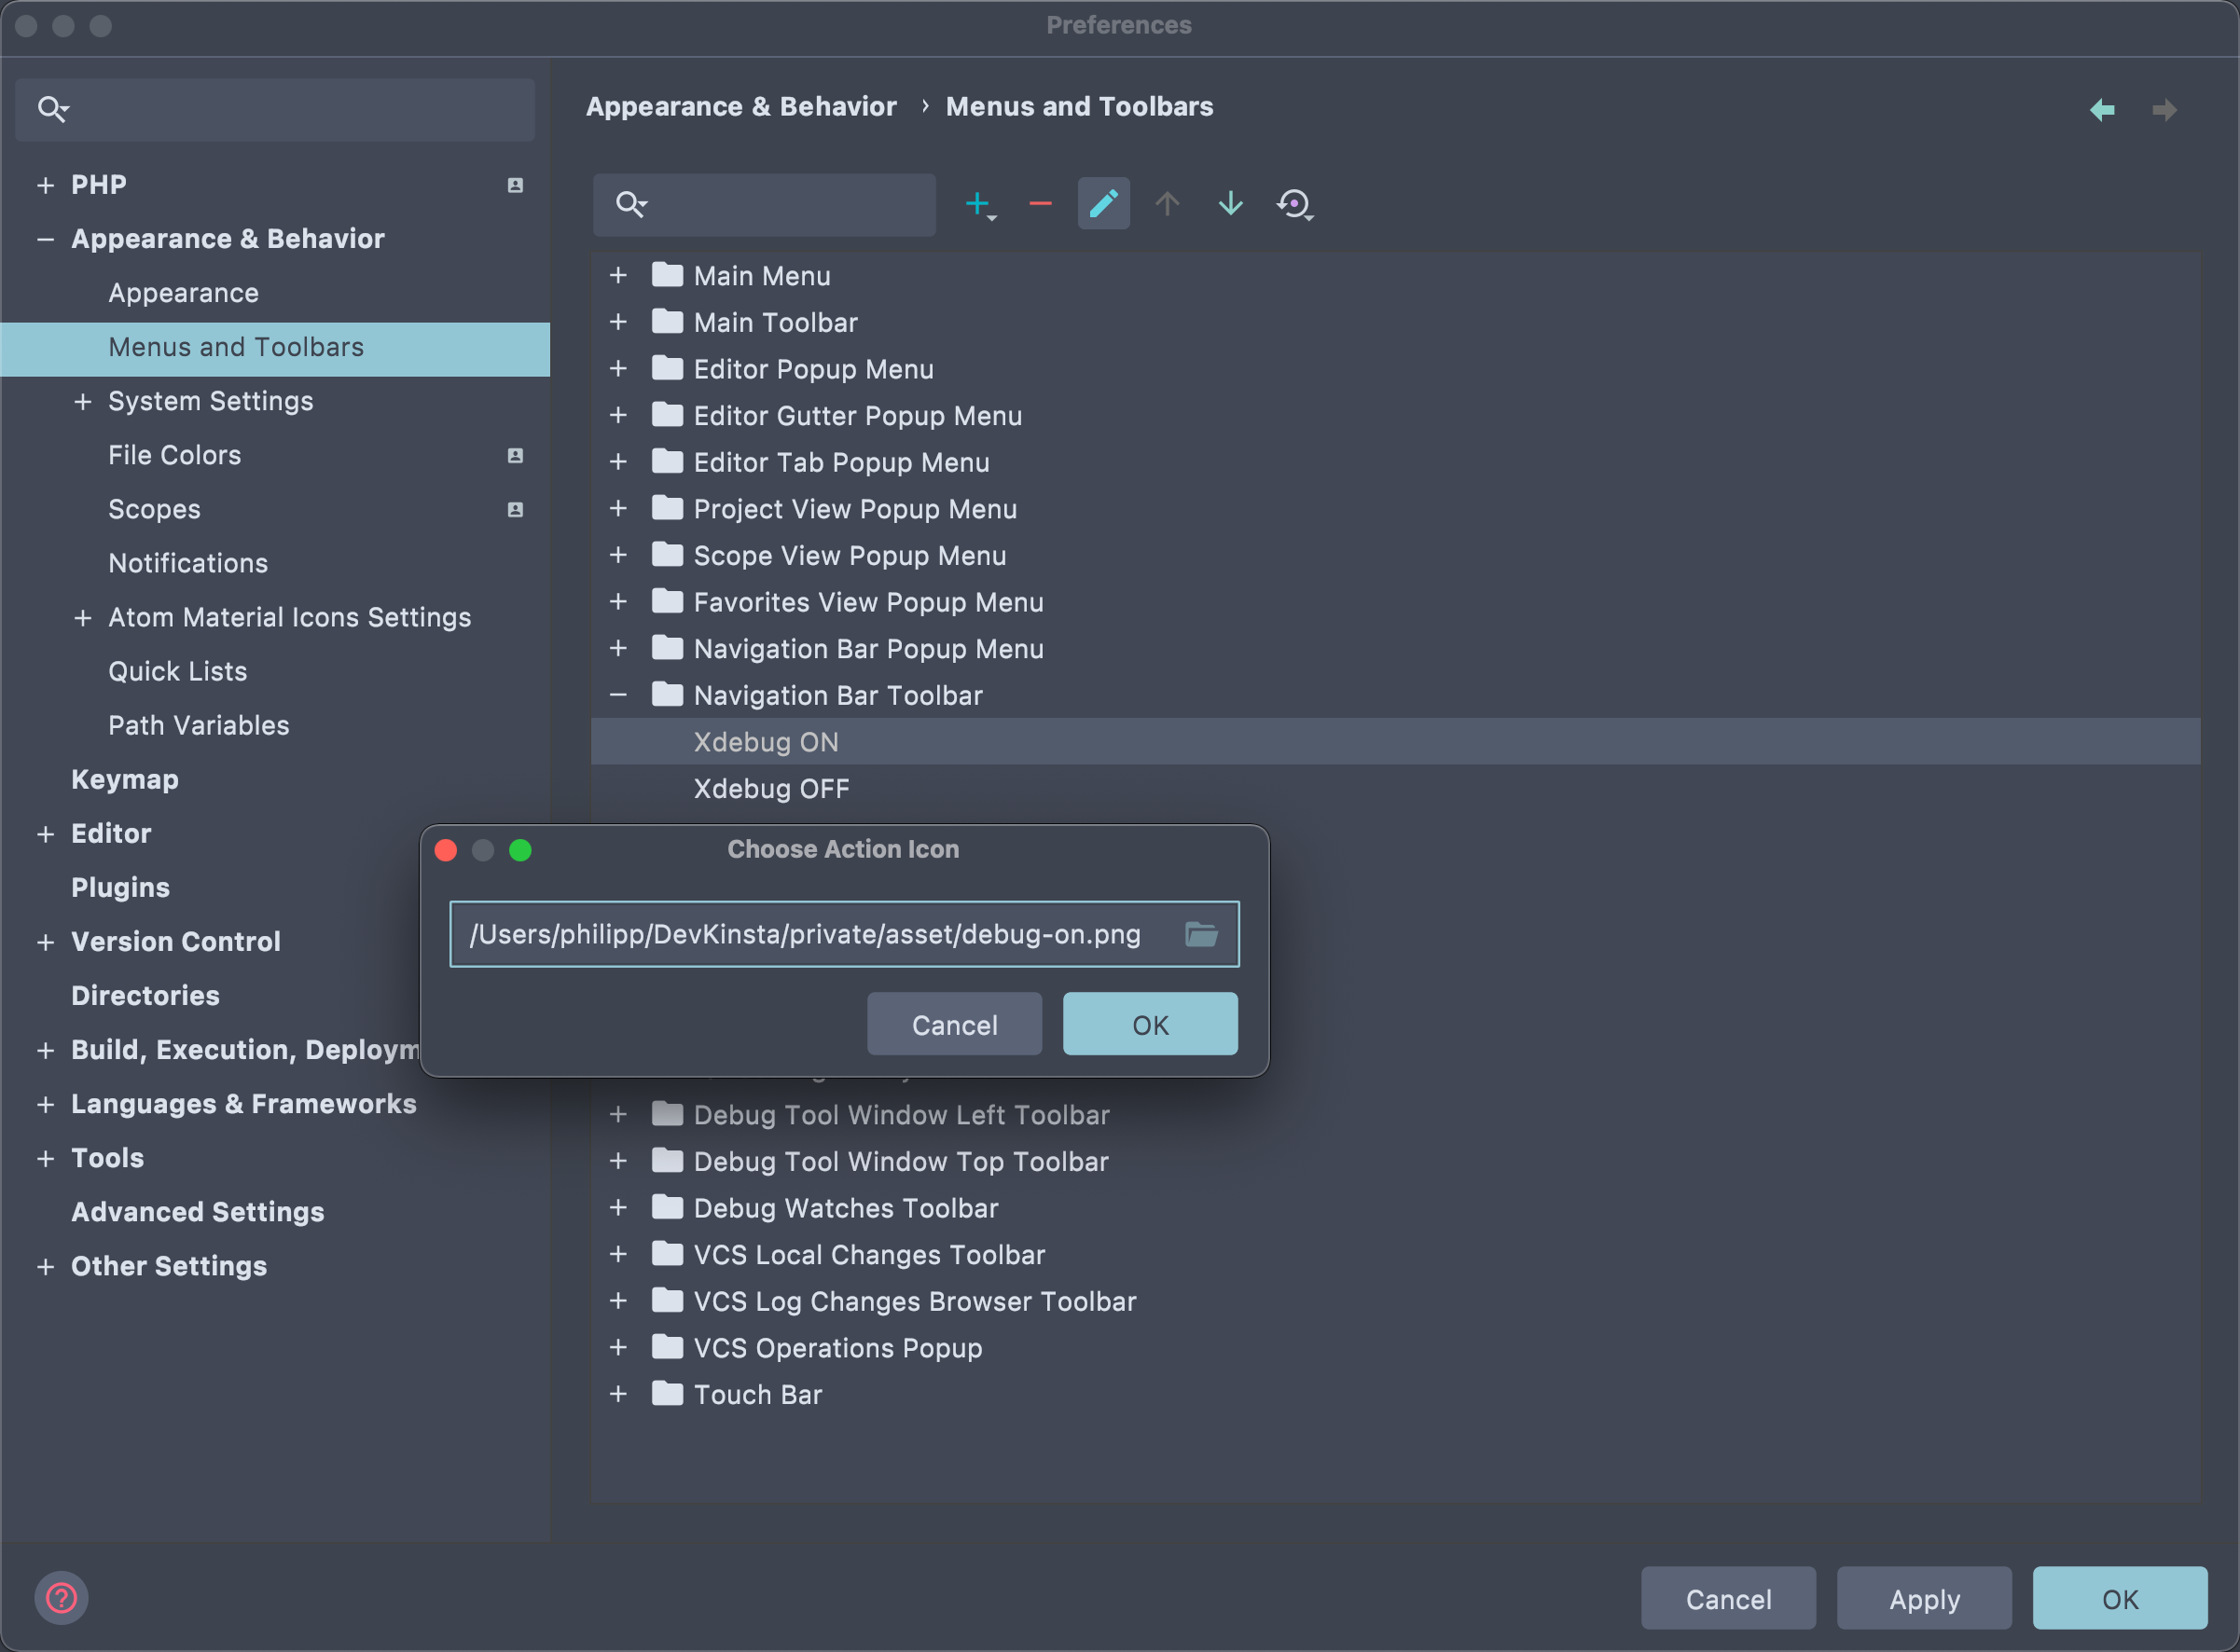 Preferences
PHP
Appearance & Behavior
Appearance
Menus and Toolbars
System Settings
File Colors
Scopes
Notifications
Atom Material Icons Settings
Quick Lists
Path Variables
Keymap
Editor
Plugins
Version Control
Directories
Build, Execution, Deploym
Languages & Frameworks
Tools
Advanced Settings
Other Settings
Appearance & Behavior › Menus and Toolbars
Main Menu
Main Toolbar
Editor Popup Menu
Editor Gutter Popup Menu
Editor Tab Popup Menu
Project View Popup Menu
Scope View Popup Menu
Favorites View Popup Menu
Navigation Bar Popup Menu
Navigation Bar Toolbar
Xdebug ON
Xdebug OFF
Choose Action Icon
/Users/philipp/DevKinsta/private/asset/debug-on.png
Cancel
OK
Debug Tool Window Left Toolbar
Debug Tool Window Top Toolbar
Debug Watches Toolbar
VCS Local Changes Toolbar
VCS Log Changes Browser Toolbar
VCS Operations Popup
Touch Bar
?
Cancel
Apply
OK